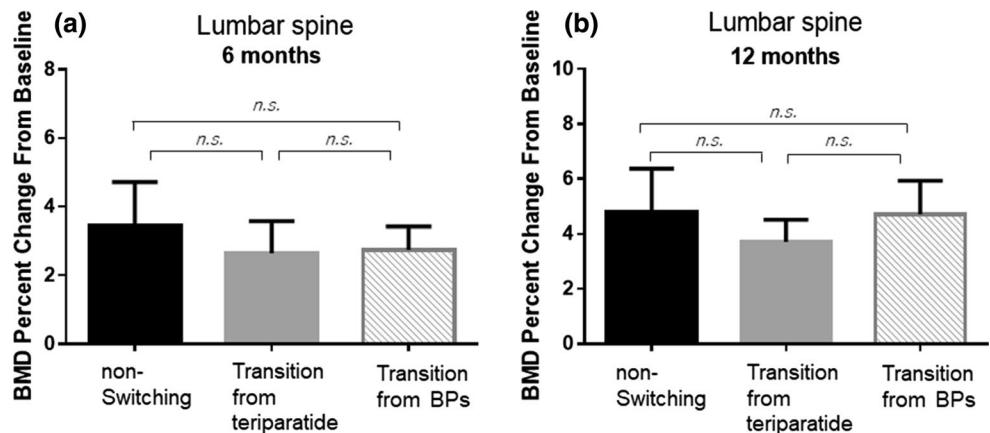 (a)
Lumbar spine
6 months
BMD Percent Change From Baseline
8
6
4
2
0
n.s.
n.s.
n.s.
non-
Switching
Transition
from
teriparatide
Transition
from BPs
(b)
Lumbar spine
12 months
BMD Percent Change From Baseline
10
8
6
4
2
0
n.s.
n.s.
n.s.
non-
Switching
Transition
from
teriparatide
Transition
from BPs